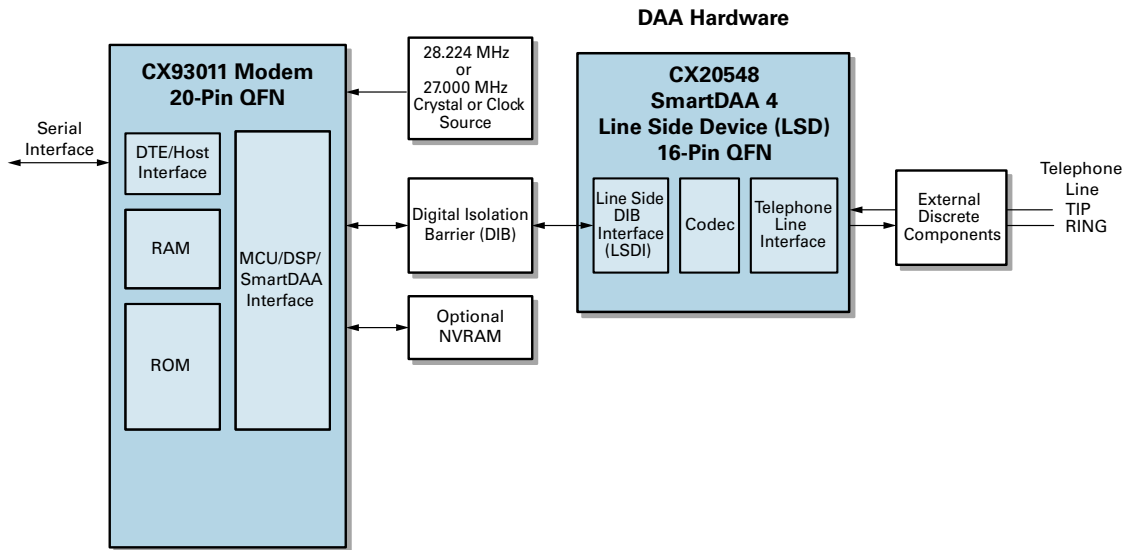 DAA Hardware
CX93011 Modem
20-Pin QFN
Serial
Interface
DTE/Host
Interface
RAM
ROM
MCU/DSP/
SmartDAA
Interface
28.224 MHz
or
27.000 MHz
Crystal or Clock
Source
Digital Isolation
Barrier (DIB)
Optional
NVRAM
CX20548
SmartDAA 4
Line Side Device (LSD)
16-Pin QFN
Line Side
DIB
Interface
(LSDI)
Codec
Telephone
Line
Interface
External
Discrete
Components
Telephone
Line
TIP
RING